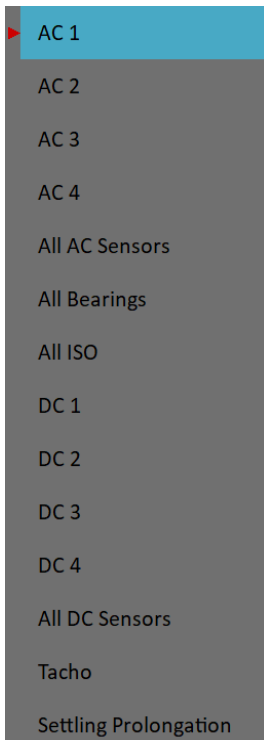 AC 1
AC 2
AC 3
AC 4
All AC Sensors
All Bearings
All ISO
DC 1
DC 2
DC 3
DC 4
All DC Sensors
Tacho
Settling Prolongation